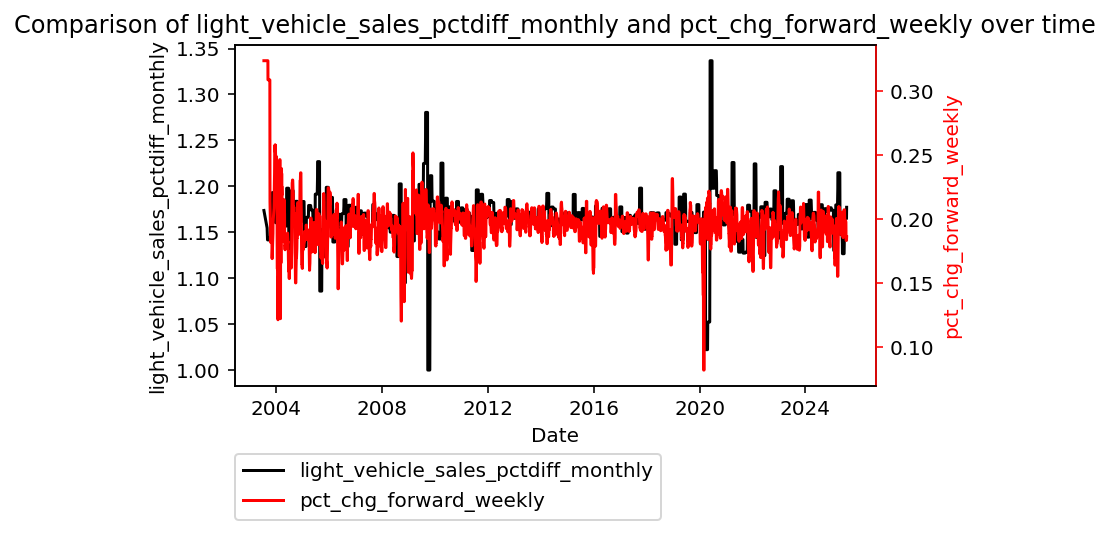 Comparison of light_vehicle_sales_pctdiff_monthly and pct_chg_forward_weekly over time
light_vehicle_sales_pctdiff_monthly
1.35
1.30
1.25
1.20
1.15
1.10
1.05
1.00
0.30
0.25
0.20
0.15
0.10
pct_chg_forward_weekly
2004 2008 2012 2016 2020 2024
Date
light_vehicle_sales_pctdiff_monthly
pct_chg_forward_weekly